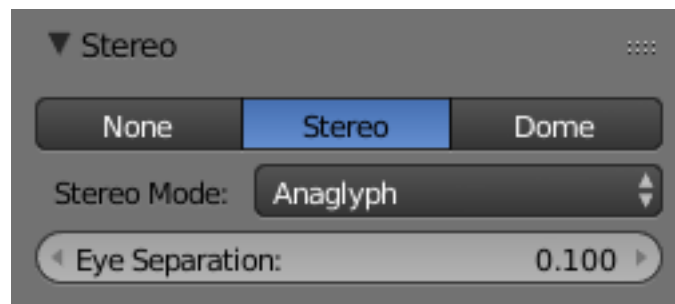 Stereo
None Stereo Dome
Stereo Mode: Anaglyph
Eye Separation: 0.100